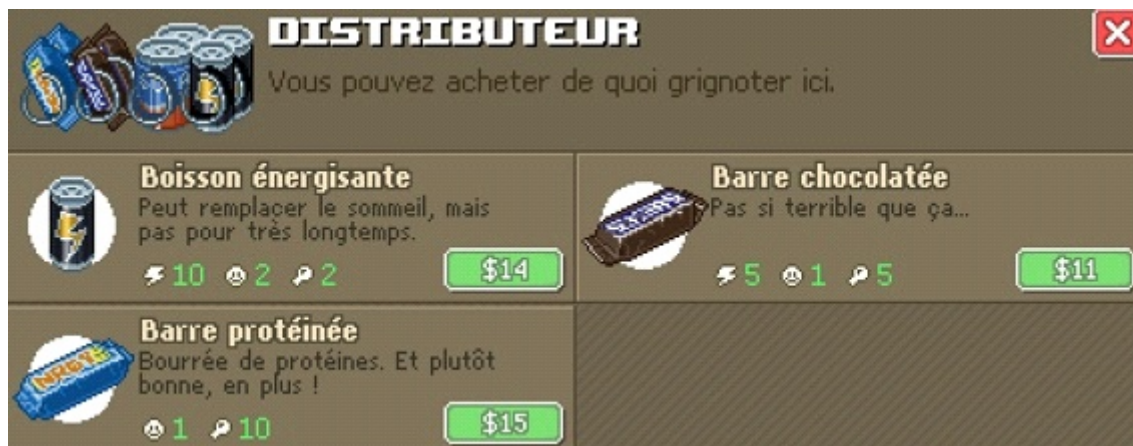 DISTRIBUTEUR
Vous pouvez acheter de quoi grignoter ici.
Boisson énergisante
Peut remplacer le sommeil, mais
pas pour très longtemps.
10 2 2 $14
Barre chocolatée
Pas si terrible que ça...
5 1 5 $11
Barre protéinée
Bourrée de protéines. Et plutôt
bonne, en plus !
NRGY
1 10 $15